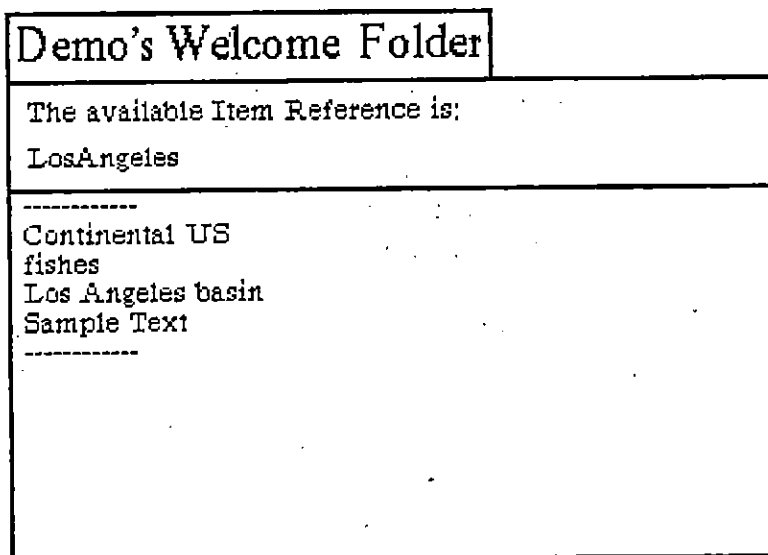 Demo's Welcome Folder
The available Item Reference is:
LosAngeles
------------
Continental US
fishes
Los Angeles basin
Sample Text
------------